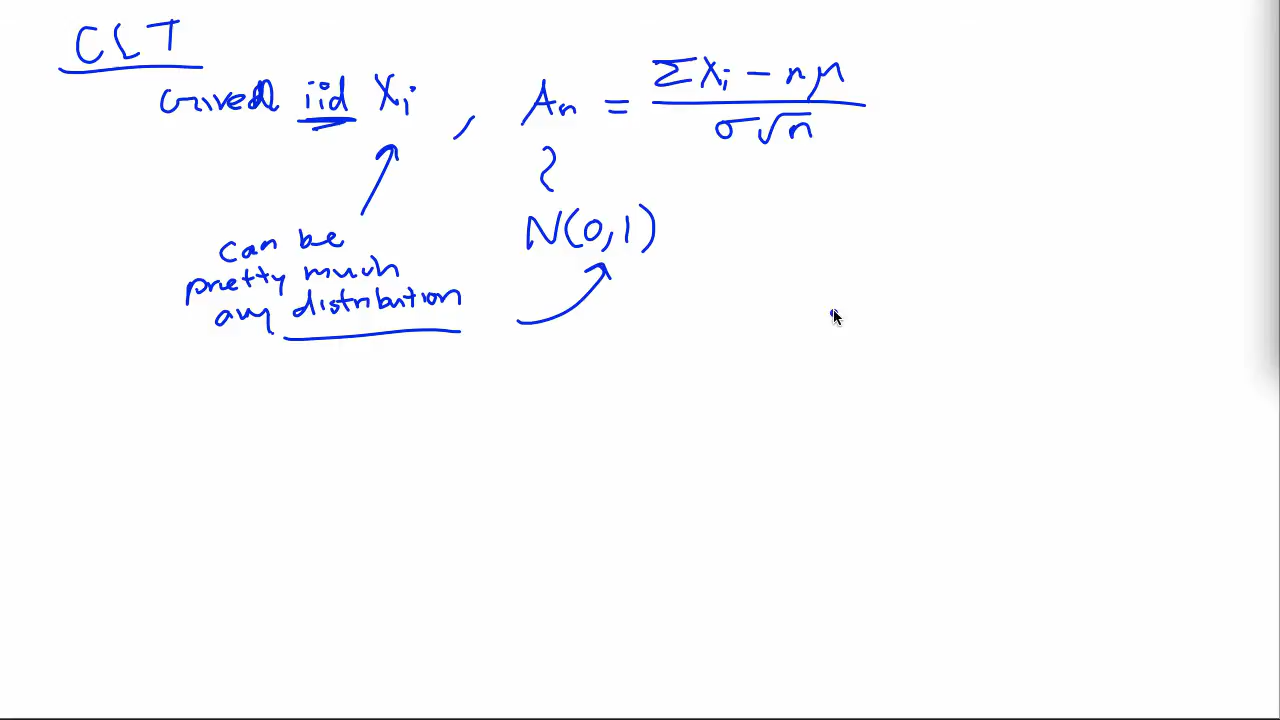 CLT
Given iid Xi , An = ΣXi - nμ / σ√n
~
N(0,1)
can be
pretty much
any distribution